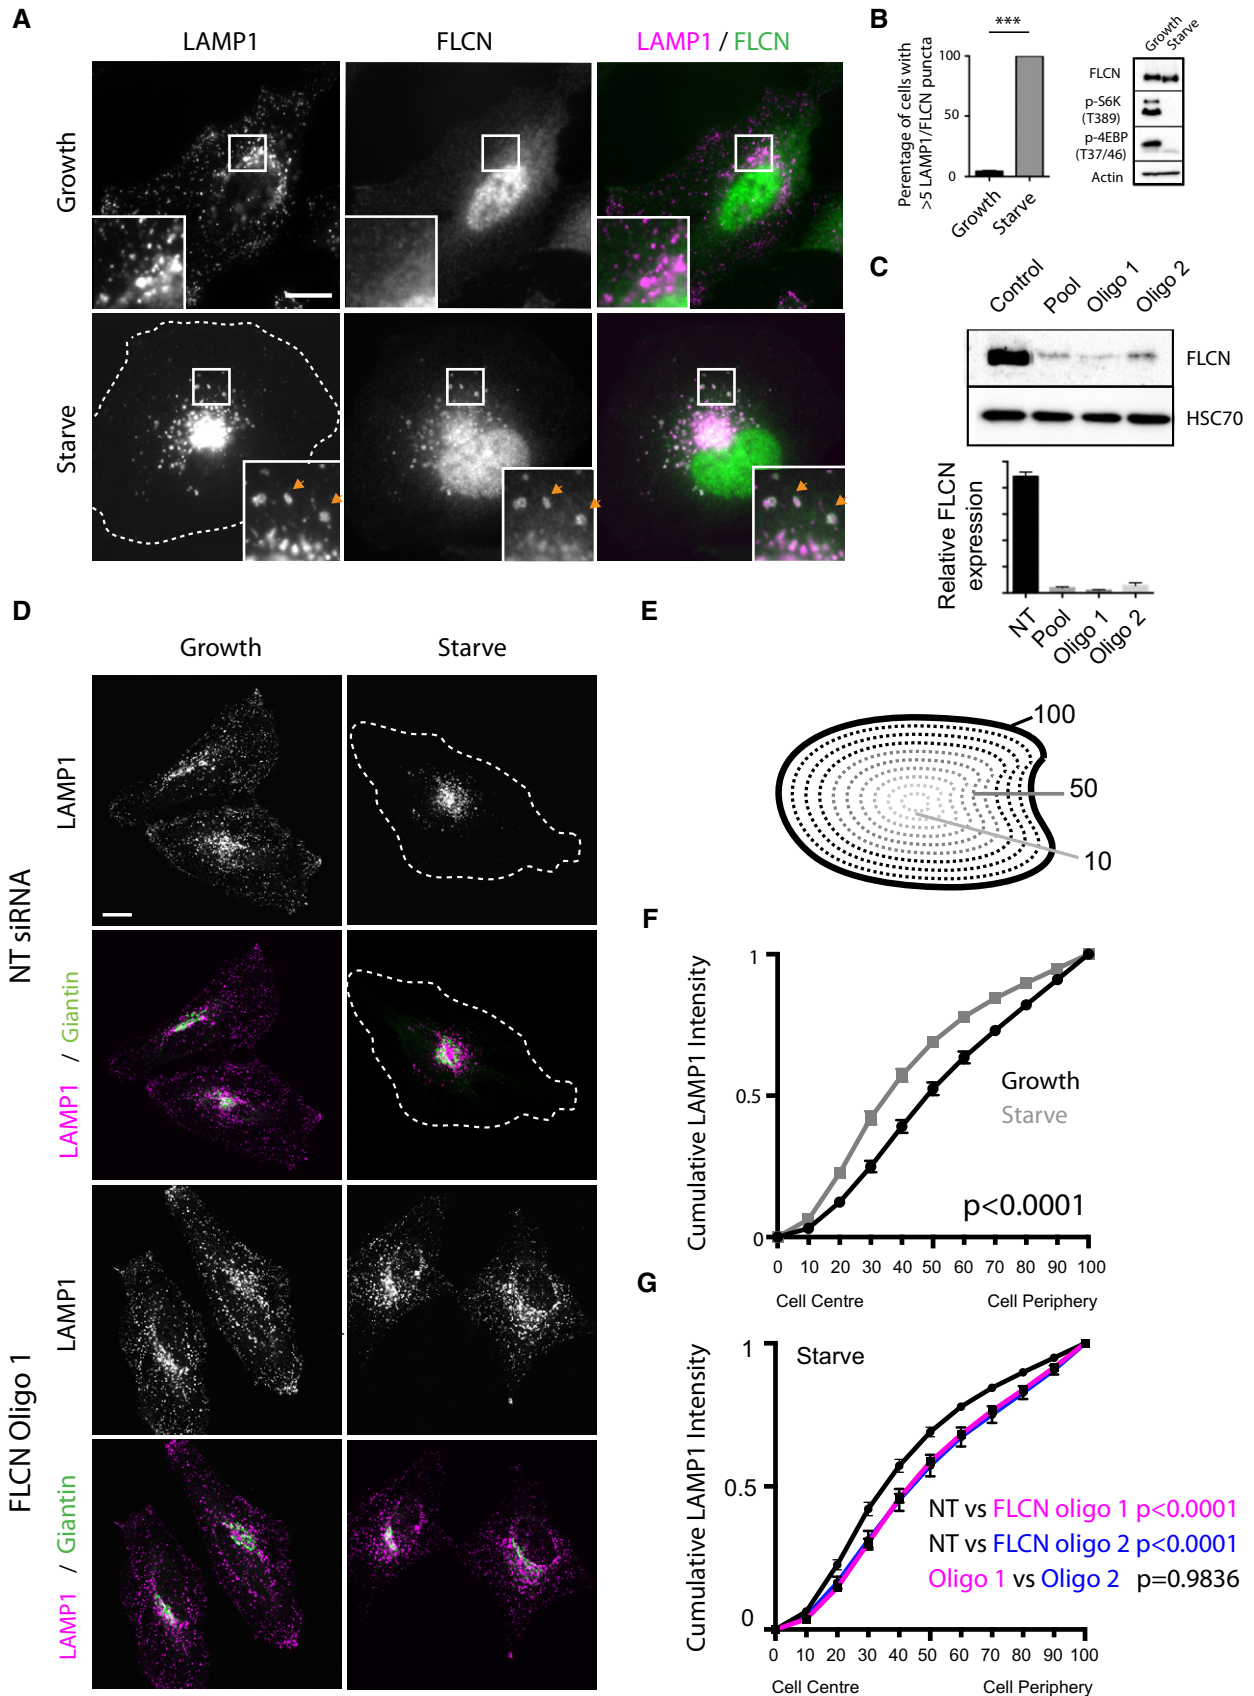 A
LAMP1
FLCN
LAMP1 / FLCN
Growth
Starve
B
***
Perentage of cells with
>5 LAMP1/FLCN puncta
100
50
0
Growth
Starve
Growth
Starve
FLCN
p-S6K
(T389)
p-4EBP
(T37/46)
Actin
C
Control
Pool
Oligo 1
Oligo 2
FLCN
HSC70
Relative FLCN
expression
NT
Pool
Oligo 1
Oligo 2
D
Growth
Starve
NT siRNA
LAMP1
LAMP1 / Giantin
FLCN Oligo 1
LAMP1
LAMP1 / Giantin
E
100
50
10
F
Cumulative LAMP1 Intensity
1
0.5
0
Growth
Starve
p<0.0001
0 10 20 30 40 50 60 70 80 90 100
Cell Centre
Cell Periphery
G
Cumulative LAMP1 Intensity
1
0.5
0
Starve
NT vs FLCN oligo 1 p<0.0001
NT vs FLCN oligo 2 p<0.0001
Oligo 1 vs Oligo 2 p=0.9836
0 10 20 30 40 50 60 70 80 90 100
Cell Centre
Cell Periphery